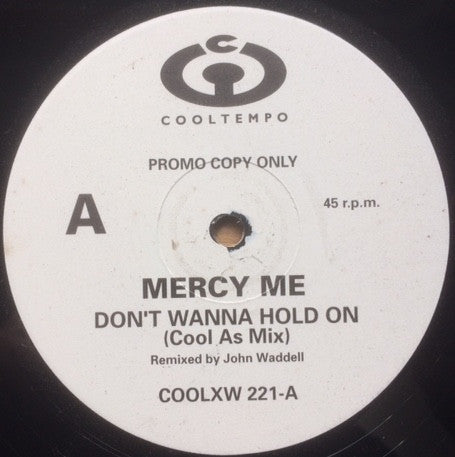 C
COOLTEMPO
PROMO COPY ONLY
A
45 r.p.m.
MERCY ME
DON'T WANNA HOLD ON
(Cool As Mix)
Remixed by John Waddell
COOLXW 221-A